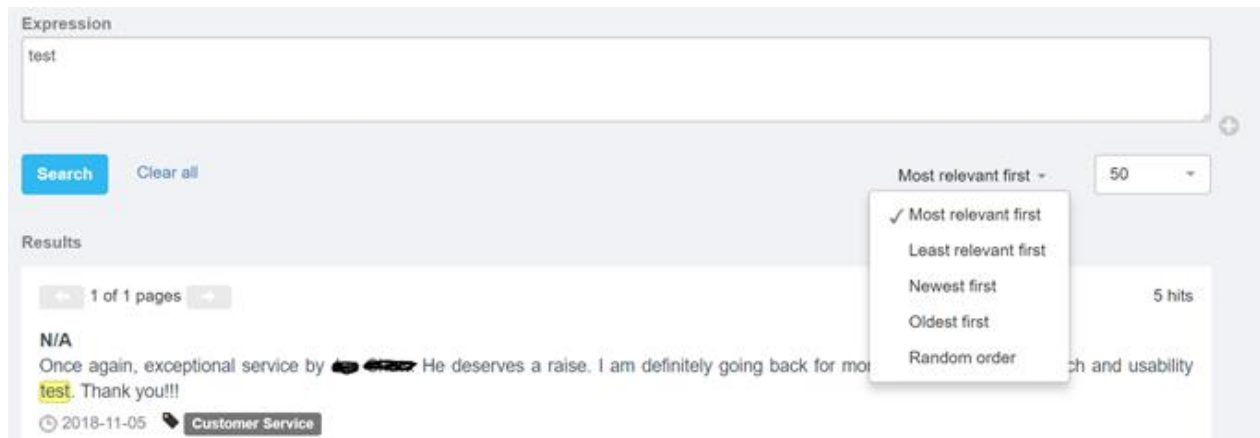 Expression
test
Search Clear all Most relevant first 50
Most relevant first
Least relevant first
Newest first
Oldest first
Random order
Results
1 of 1 pages 5 hits
N/A
Once again, exceptional service by He deserves a raise. I am definitely going back for and usability
test. Thank you!!!
2018-11-05 Customer Service